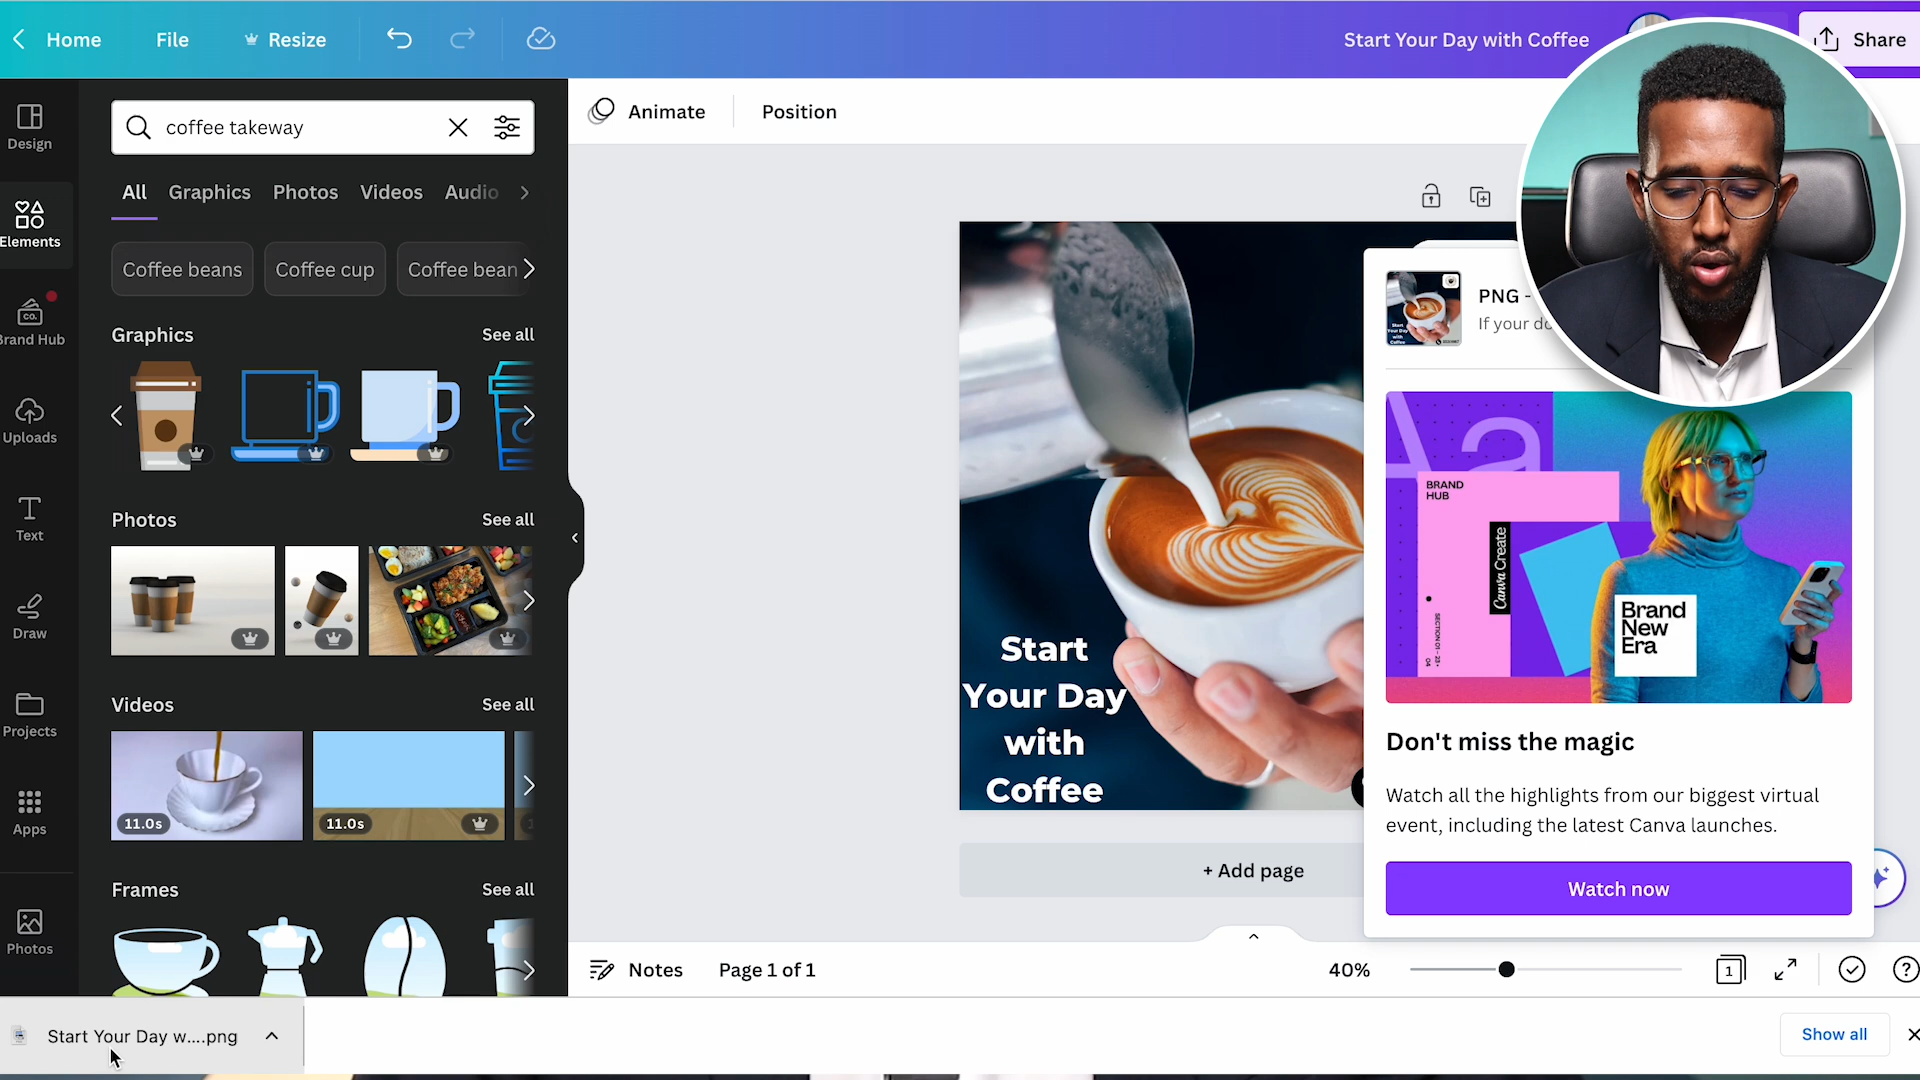 Home
File
Resize
Start Your Day with Coffee
Share
Design
Elements
Brand Hub
Uploads
Text
Draw
Projects
Apps
Photos
coffee takeway
All
Graphics
Photos
Videos
Audio
Coffee beans
Coffee cup
Coffee bean
Graphics
See all
Photos
See all
Videos
See all
11.0s
11.0s
Frames
See all
Animate
Position
Start
Your Day
with
Coffee
+ Add page
PNG -
If your do
Aa
BRAND
HUB
Canva Create
Brand
New
Era
Don't miss the magic
Watch all the highlights from our biggest virtual
event, including the latest Canva launches.
Watch now
Notes
Page 1 of 1
40%
1
Start Your Day w....png
Show all